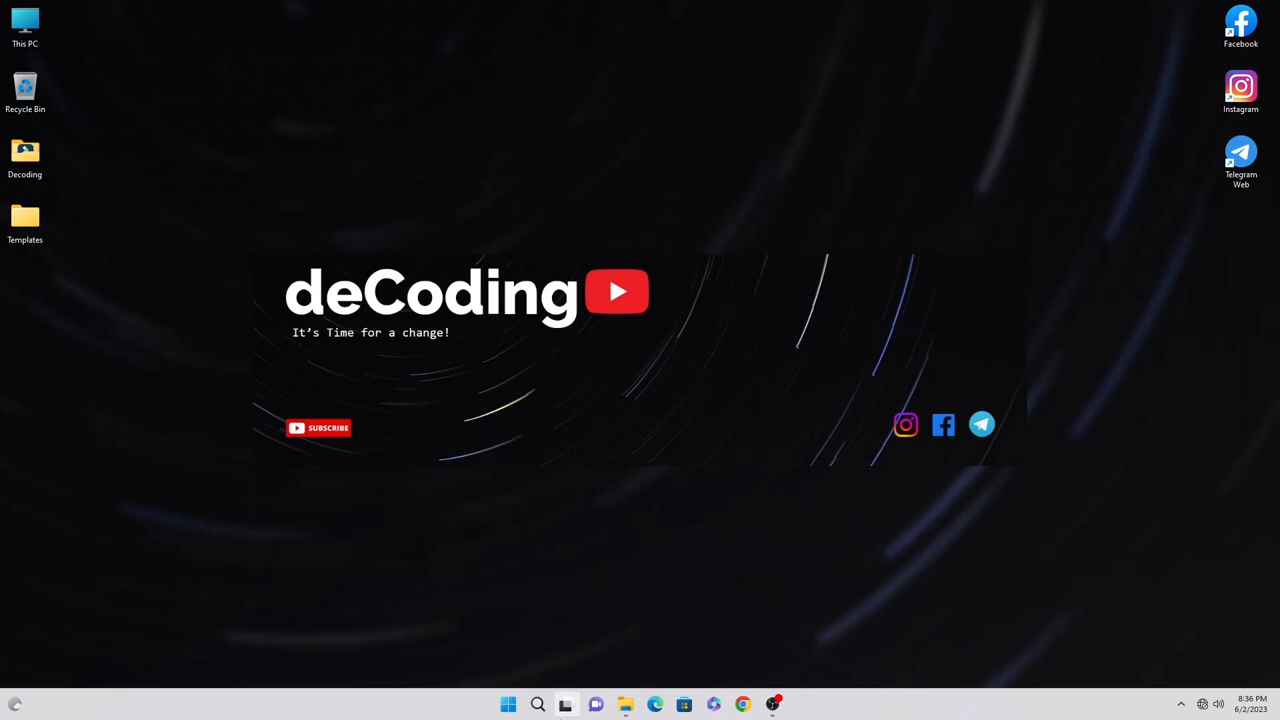 This PC
Recycle Bin
Decoding
Templates
Facebook
Instagram
Telegram
Web
deCoding
It's Time for a change!
SUBSCRIBE
8:36 PM
6/2/2023